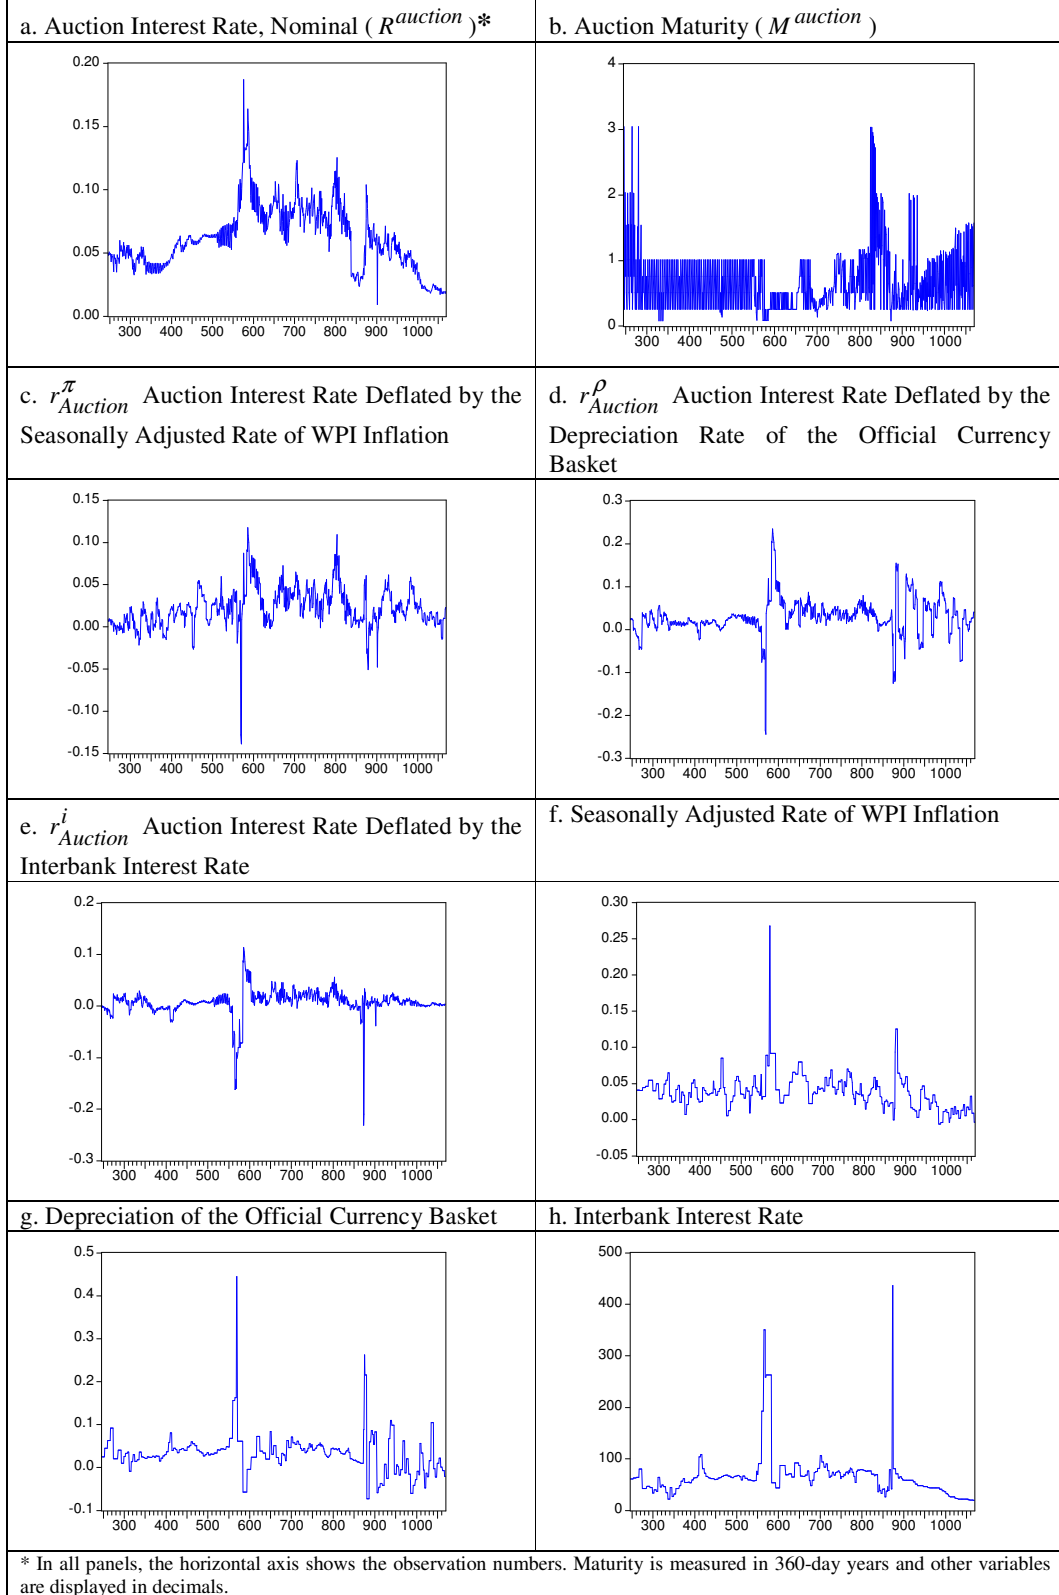 a. Auction Interest Rate, Nominal ( R^auction )*
b. Auction Maturity ( M^auction )
0.20
0.15
0.10
0.05
0.00
300 400 500 600 700 800 900 1000
4
3
2
1
0
300 400 500 600 700 800 900 1000
c. r^π_Auction Auction Interest Rate Deflated by the
Seasonally Adjusted Rate of WPI Inflation
d. r^ρ_Auction Auction Interest Rate Deflated by the
Depreciation Rate of the Official Currency
Basket
0.15
0.10
0.05
0.00
-0.05
-0.10
-0.15
300 400 500 600 700 800 900 1000
0.3
0.2
0.1
0.0
-0.1
-0.2
-0.3
300 400 500 600 700 800 900 1000
e. r^i_Auction Auction Interest Rate Deflated by the
Interbank Interest Rate
f. Seasonally Adjusted Rate of WPI Inflation
0.2
0.1
0.0
-0.1
-0.2
-0.3
300 400 500 600 700 800 900 1000
0.30
0.25
0.20
0.15
0.10
0.05
0.00
-0.05
300 400 500 600 700 800 900 1000
g. Depreciation of the Official Currency Basket
h. Interbank Interest Rate
0.5
0.4
0.3
0.2
0.1
0.0
-0.1
300 400 500 600 700 800 900 1000
500
400
300
200
100
0
300 400 500 600 700 800 900 1000
* In all panels, the horizontal axis shows the observation numbers. Maturity is measured in 360-day years and other variables
are displayed in decimals.